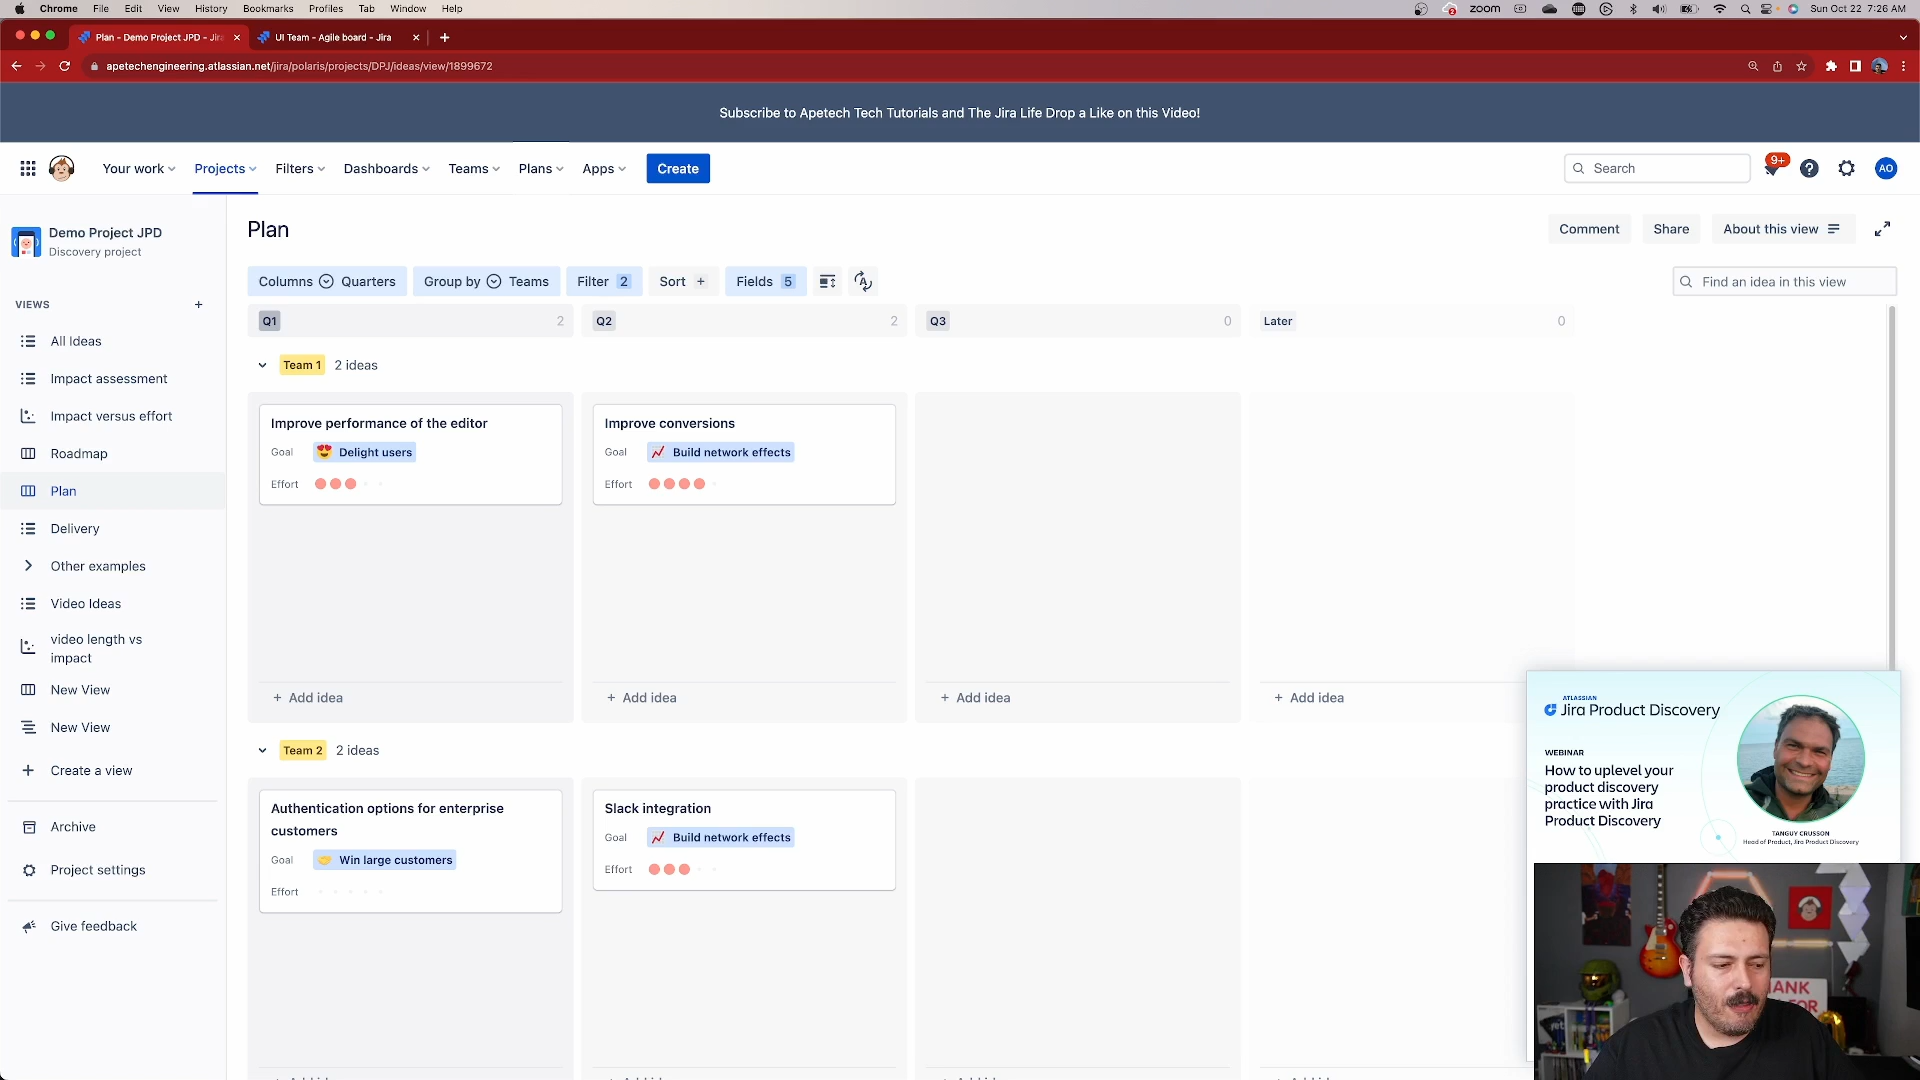 Chrome File Edit View History Bookmarks Profiles Tab Window Help
zoom
Sun Oct 22 7:26 AM
Plan - Demo Project JPD - Jira
UI Team - Agile board - Jira
apetechengineering.atlassian.net/jira/polaris/projects/DPJ/ideas/view/1899672
Subscribe to Apetech Tech Tutorials and The Jira Life Drop a Like on this Video!
Your work Projects Filters Dashboards Teams Plans Apps Create
Search
9+
AO
Demo Project JPD
Discovery project
VIEWS
All Ideas
Impact assessment
Impact versus effort
Roadmap
Plan
Delivery
Other examples
Video Ideas
video length vs
impact
New View
New View
Create a view
Archive
Project settings
Give feedback
Plan
Comment Share About this view
Columns Quarters Group by Teams Filter 2 Sort + Fields 5
Find an idea in this view
Q1 2 Q2 2 Q3 0 Later 0
Team 1 2 ideas
Improve performance of the editor
Goal Delight users
Effort
Improve conversions
Goal Build network effects
Effort
+ Add idea + Add idea + Add idea + Add idea
Team 2 2 ideas
Authentication options for enterprise
customers
Goal Win large customers
Effort
Slack integration
Goal Build network effects
Effort
ATLASSIAN
Jira Product Discovery
WEBINAR
How to uplevel your
product discovery
practice with Jira
Product Discovery
TANGUY CRUSSON
Head of Product, Jira Product Discovery